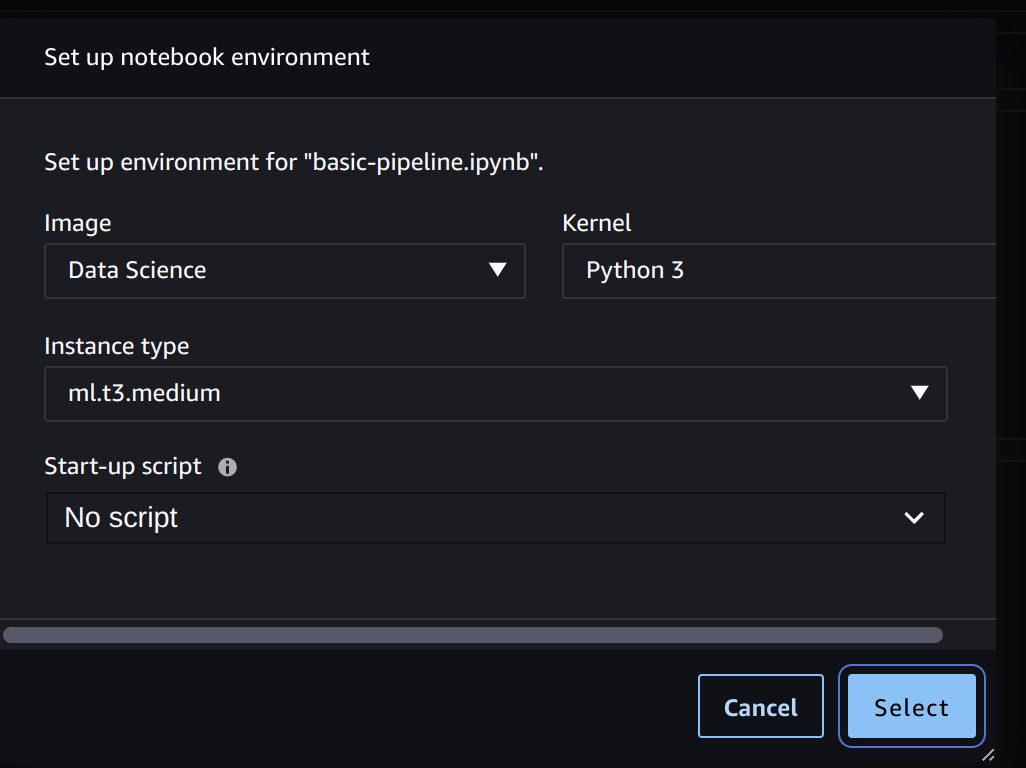 Set up notebook environment
Set up environment for "basic-pipeline.ipynb".
Image
Kernel
Data Science
Python 3
Instance type
ml.t3.medium
Start-up script
No script
Cancel
Select